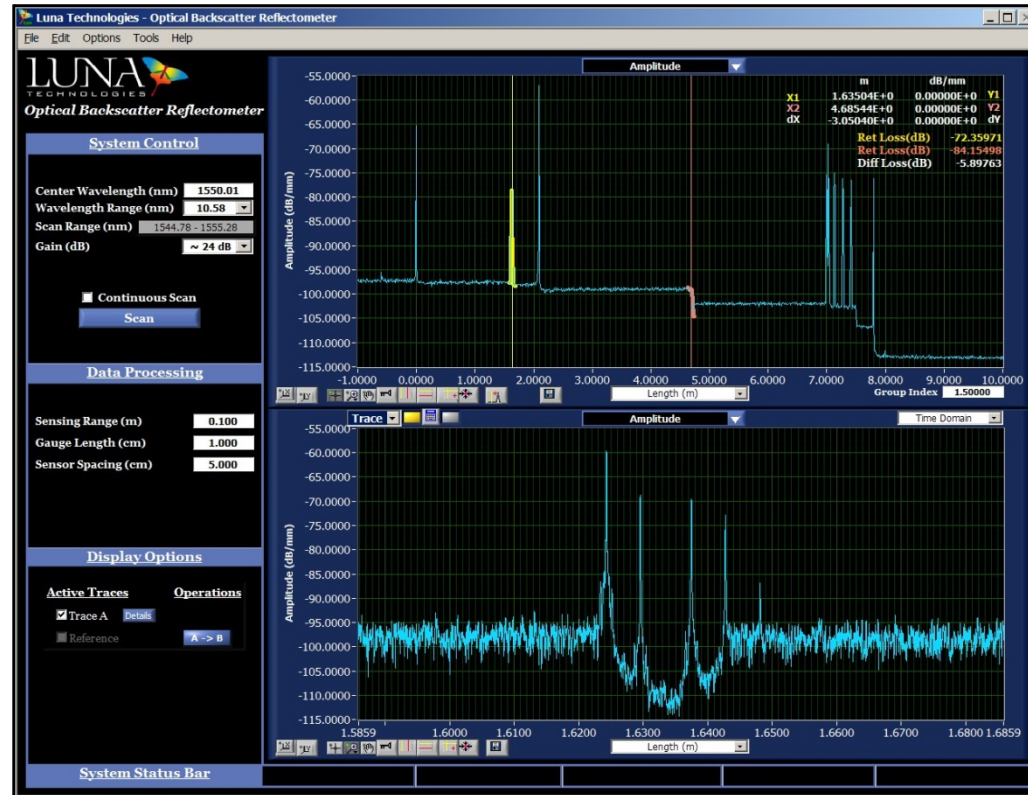 Luna Technologies - Optical Backscatter Reflectometer
File Edit Options Tools Help
LUNA
TECHNOLOGIES
Optical Backscatter Reflectometer
System Control
Center Wavelength (nm) 1550.01
Wavelength Range (nm) 10.58
Scan Range (nm) 1544.78 - 1555.28
Gain (dB) ~ 24 dB
Continuous Scan
Scan
Data Processing
Sensing Range (m) 0.100
Gauge Length (cm) 1.000
Sensor Spacing (cm) 5.000
Display Options
Active Traces Operations
Trace A Details
Reference A -> B
System Status Bar
Amplitude
m dB/mm
X1 1.63504E+0 0.00000E+0 Y1
X2 4.68544E+0 0.00000E+0 Y2
dX -3.05040E+0 0.00000E+0 dY
Ret Loss(dB) -72.35971
Ret Loss(dB) -84.15498
Diff Loss(dB) -5.89763
Amplitude (dB/mm)
-55.0000
-60.0000
-65.0000
-70.0000
-75.0000
-80.0000
-85.0000
-90.0000
-95.0000
-100.0000
-105.0000
-110.0000
-115.0000
-1.0000 0.0000 1.0000 2.0000 3.0000 4.0000 5.0000 6.0000 7.0000 8.0000 9.0000 10.0000
Length (m)
Group Index 1.50000
Trace
Amplitude
Time Domain
Amplitude (dB/mm)
-55.0000
-60.0000
-65.0000
-70.0000
-75.0000
-80.0000
-85.0000
-90.0000
-95.0000
-100.0000
-105.0000
-110.0000
-115.0000
1.5859 1.6000 1.6100 1.6200 1.6300 1.6400 1.6500 1.6600 1.6700 1.6800 1.6859
Length (m)